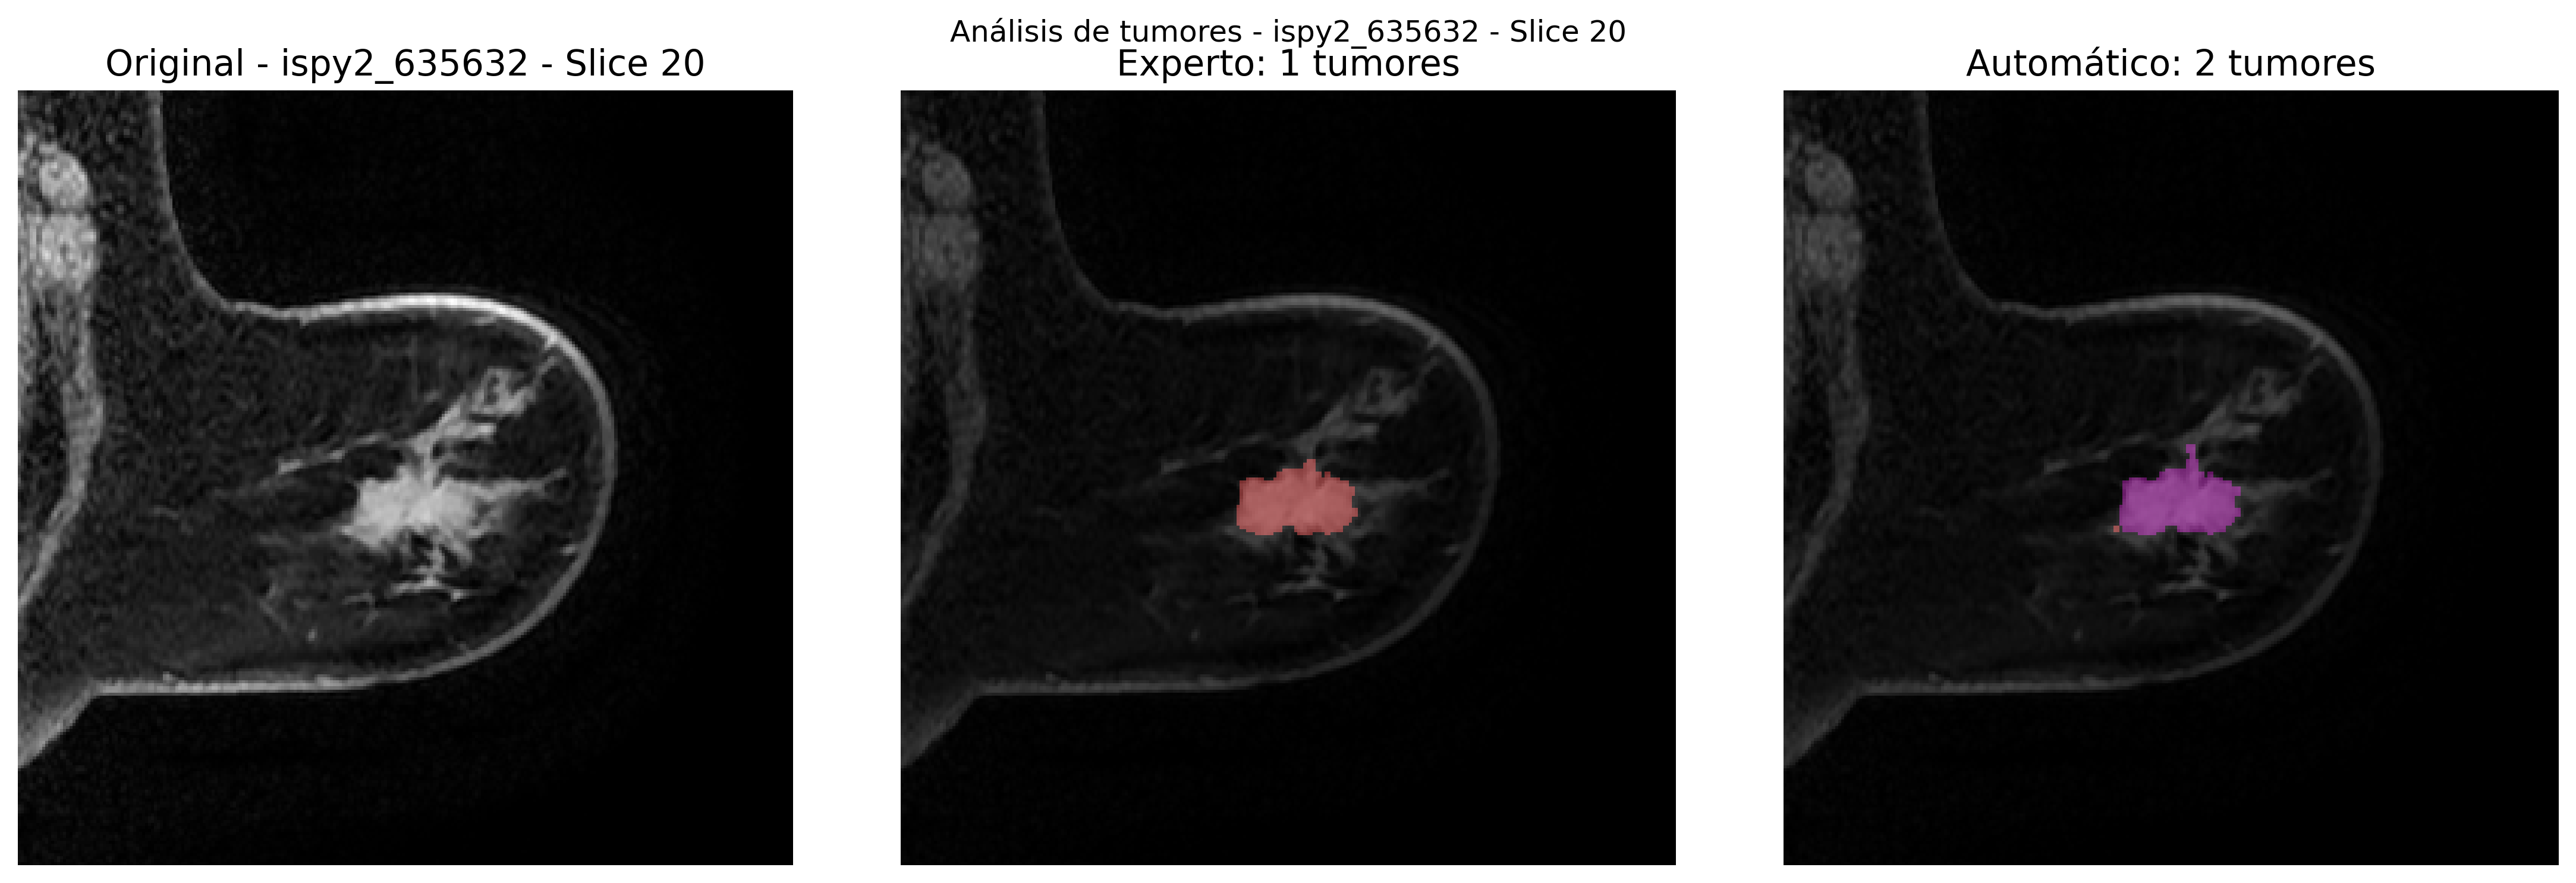 Análisis de tumores - ispy2_635632 - Slice 20
Original - ispy2_635632 - Slice 20
Experto: 1 tumores
Automático: 2 tumores